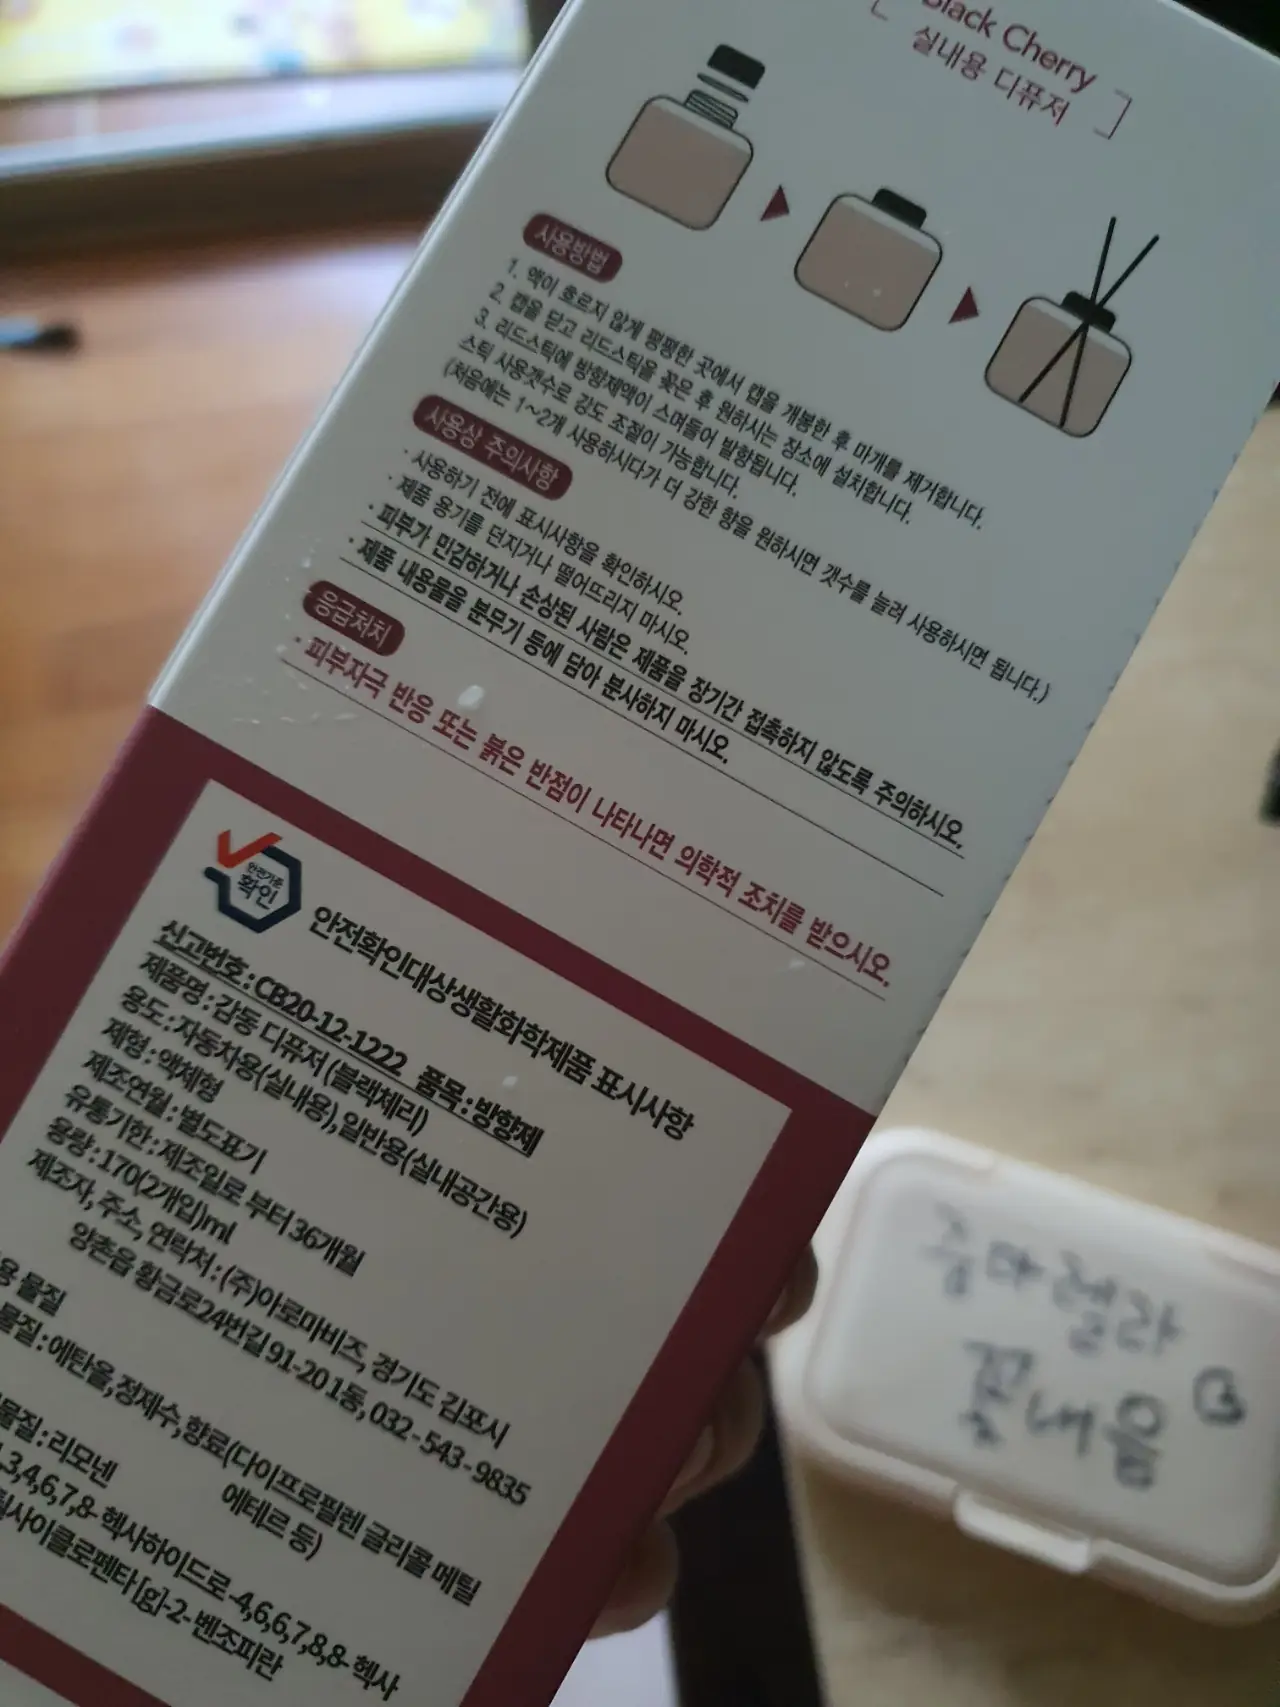 Black Cherry
실내용 디퓨저
사용방법
1. 액이 흐르지 않게 평평한 곳에서 캡을 개봉한 후 마개를 제거합니다.
2. 캡을 닫고 리드스틱을 꽂은 후 원하시는 장소에 설치합니다.
3. 리드스틱에 방향제액이 스며들어 발향됩니다.
스틱 사용갯수로 강도 조절이 가능합니다.
(처음에는 1~2개 사용하시다가 더 강한 향을 원하시면 갯수를 늘려 사용하시면 됩니다.)
사용상 주의사항
· 사용하기 전에 표시사항을 확인하시오.
· 제품 용기를 던지거나 떨어뜨리지 마시오.
· 피부가 민감하거나 손상된 사람은 제품을 장기간 접촉하지 않도록 주의하시오.
· 제품 내용물을 분무기 등에 담아 분사하지 마시오.
응급처치
· 피부자극 반응 또는 붉은 반점이 나타나면 의학적 조치를 받으시오.
안전기준
확인
안전확인대상생활화학제품 표시사항
신고번호 : CB20-12-1222 품목 : 방향제
제품명 : 감동 디퓨저 (블랙체리)
용도 : 자동차용(실내용), 일반용(실내공간용)
제형 : 액체형
제조연월 : 별도표기
유통기한 : 제조일로 부터 36개월
용량 : 170(2개입)ml
제조자, 주소, 연락처 : (주)아로마비즈, 경기도 김포시
양촌읍 황금로24번길 91-20 1동, 032 - 543 - 9835
용 물질
물질 : 에탄올, 정제수, 향료(다이프로필렌 글리콜 메틸
에테르 등)
물질 : 리모넨
,3,4,6,7,8- 헥사하이드로-4,6,6,7,8,8- 헥사
틸사이클로펜타 [g]-2- 벤조피란
꽃내음